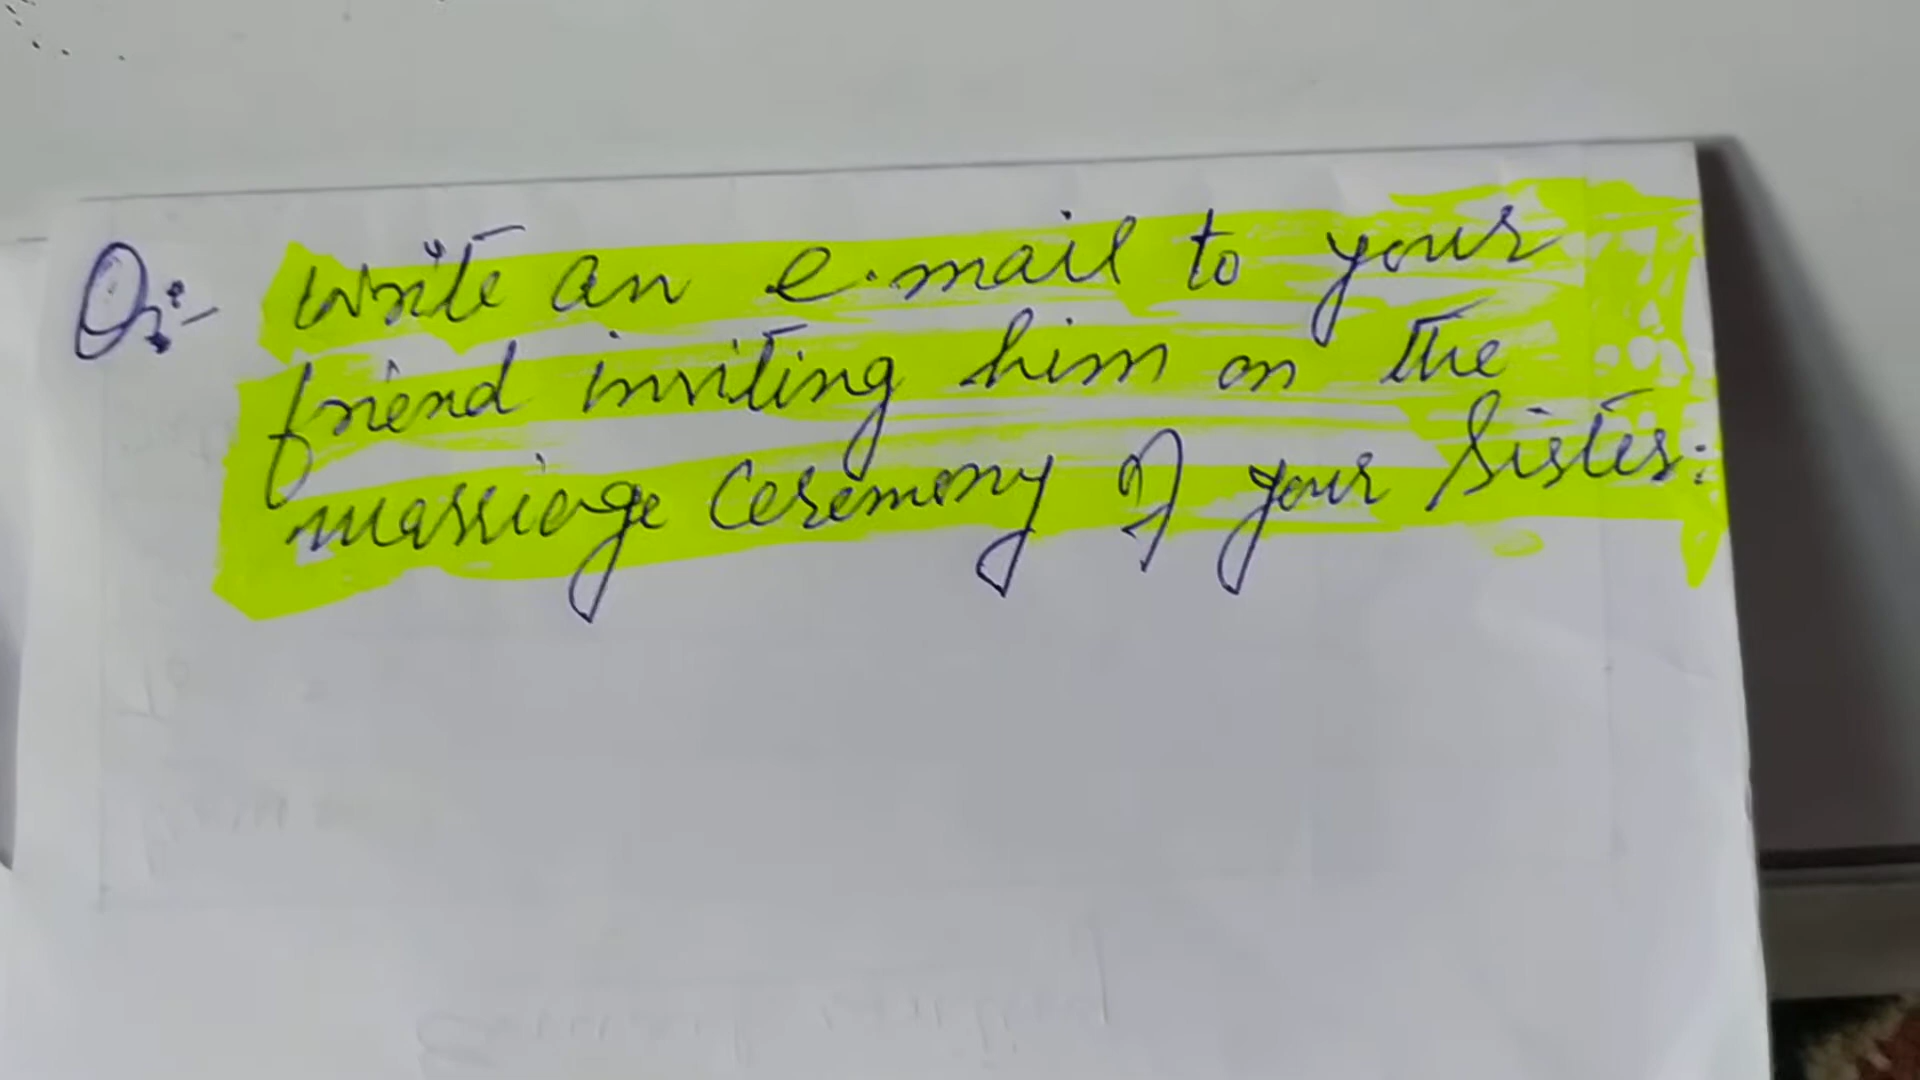 Q:- Write an e-mail to your
friend inviting him on the
marriage ceremony of your sister.